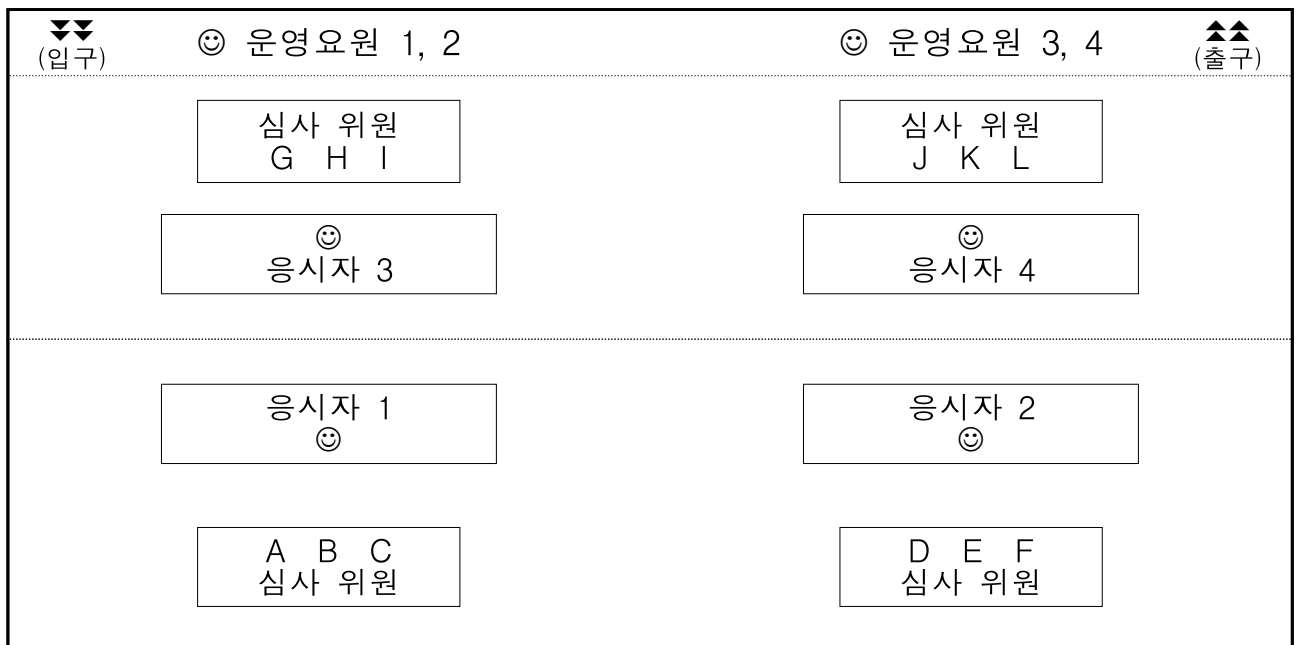 (입구)
☺ 운영요원 1, 2
☺ 운영요원 3, 4
(출구)
심사 위원
G H I
심사 위원
J K L
☺
응시자 3
☺
응시자 4
응시자 1
☺
응시자 2
☺
A B C
심사 위원
D E F
심사 위원